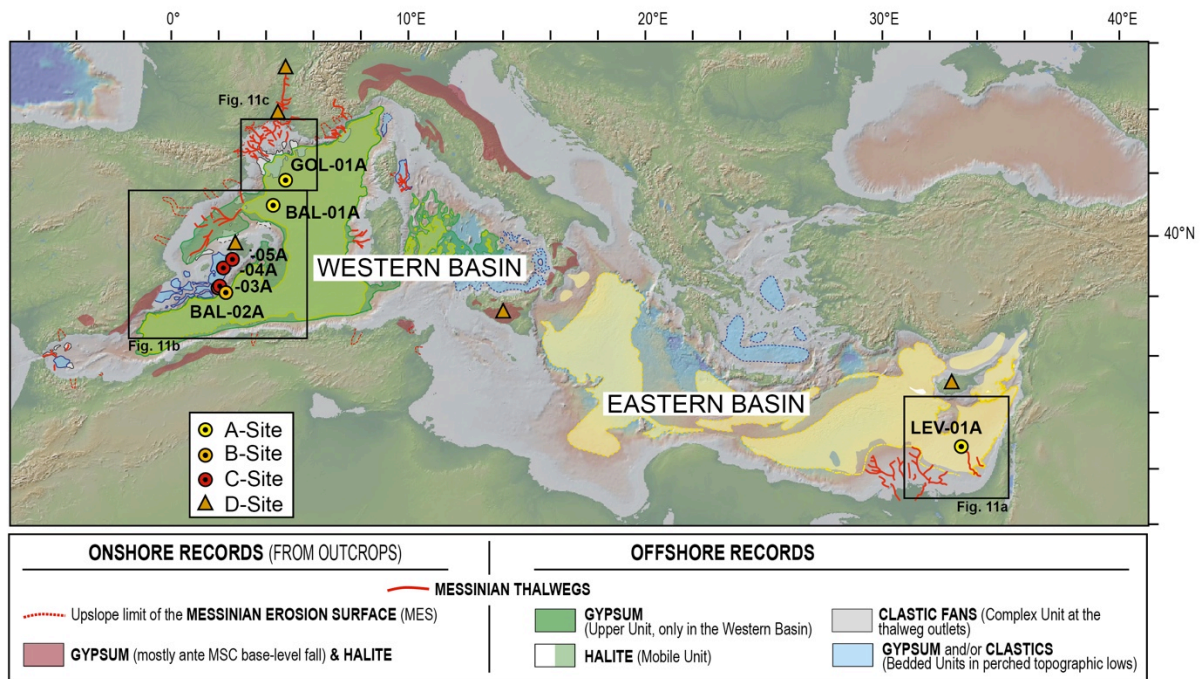 0°
10°E
20°E
30°E
40°E
Fig. 11c
GOL-01A
BAL-01A
40°N
-05A
-04A
-03A
WESTERN BASIN
BAL-02A
Fig. 11b
EASTERN BASIN
LEV-01A
A-Site
B-Site
C-Site
D-Site
Fig. 11a
ONSHORE RECORDS (FROM OUTCROPS)
OFFSHORE RECORDS
MESSINIAN THALWEGS
Upslope limit of the MESSINIAN EROSION SURFACE (MES)
GYPSUM (mostly ante MSC base-level fall) & HALITE
GYPSUM
(Upper Unit, only in the Western Basin)
HALITE (Mobile Unit)
CLASTIC FANS (Complex Unit at the
thalweg outlets)
GYPSUM and/or CLASTICS
(Bedded Units in perched topographic lows)